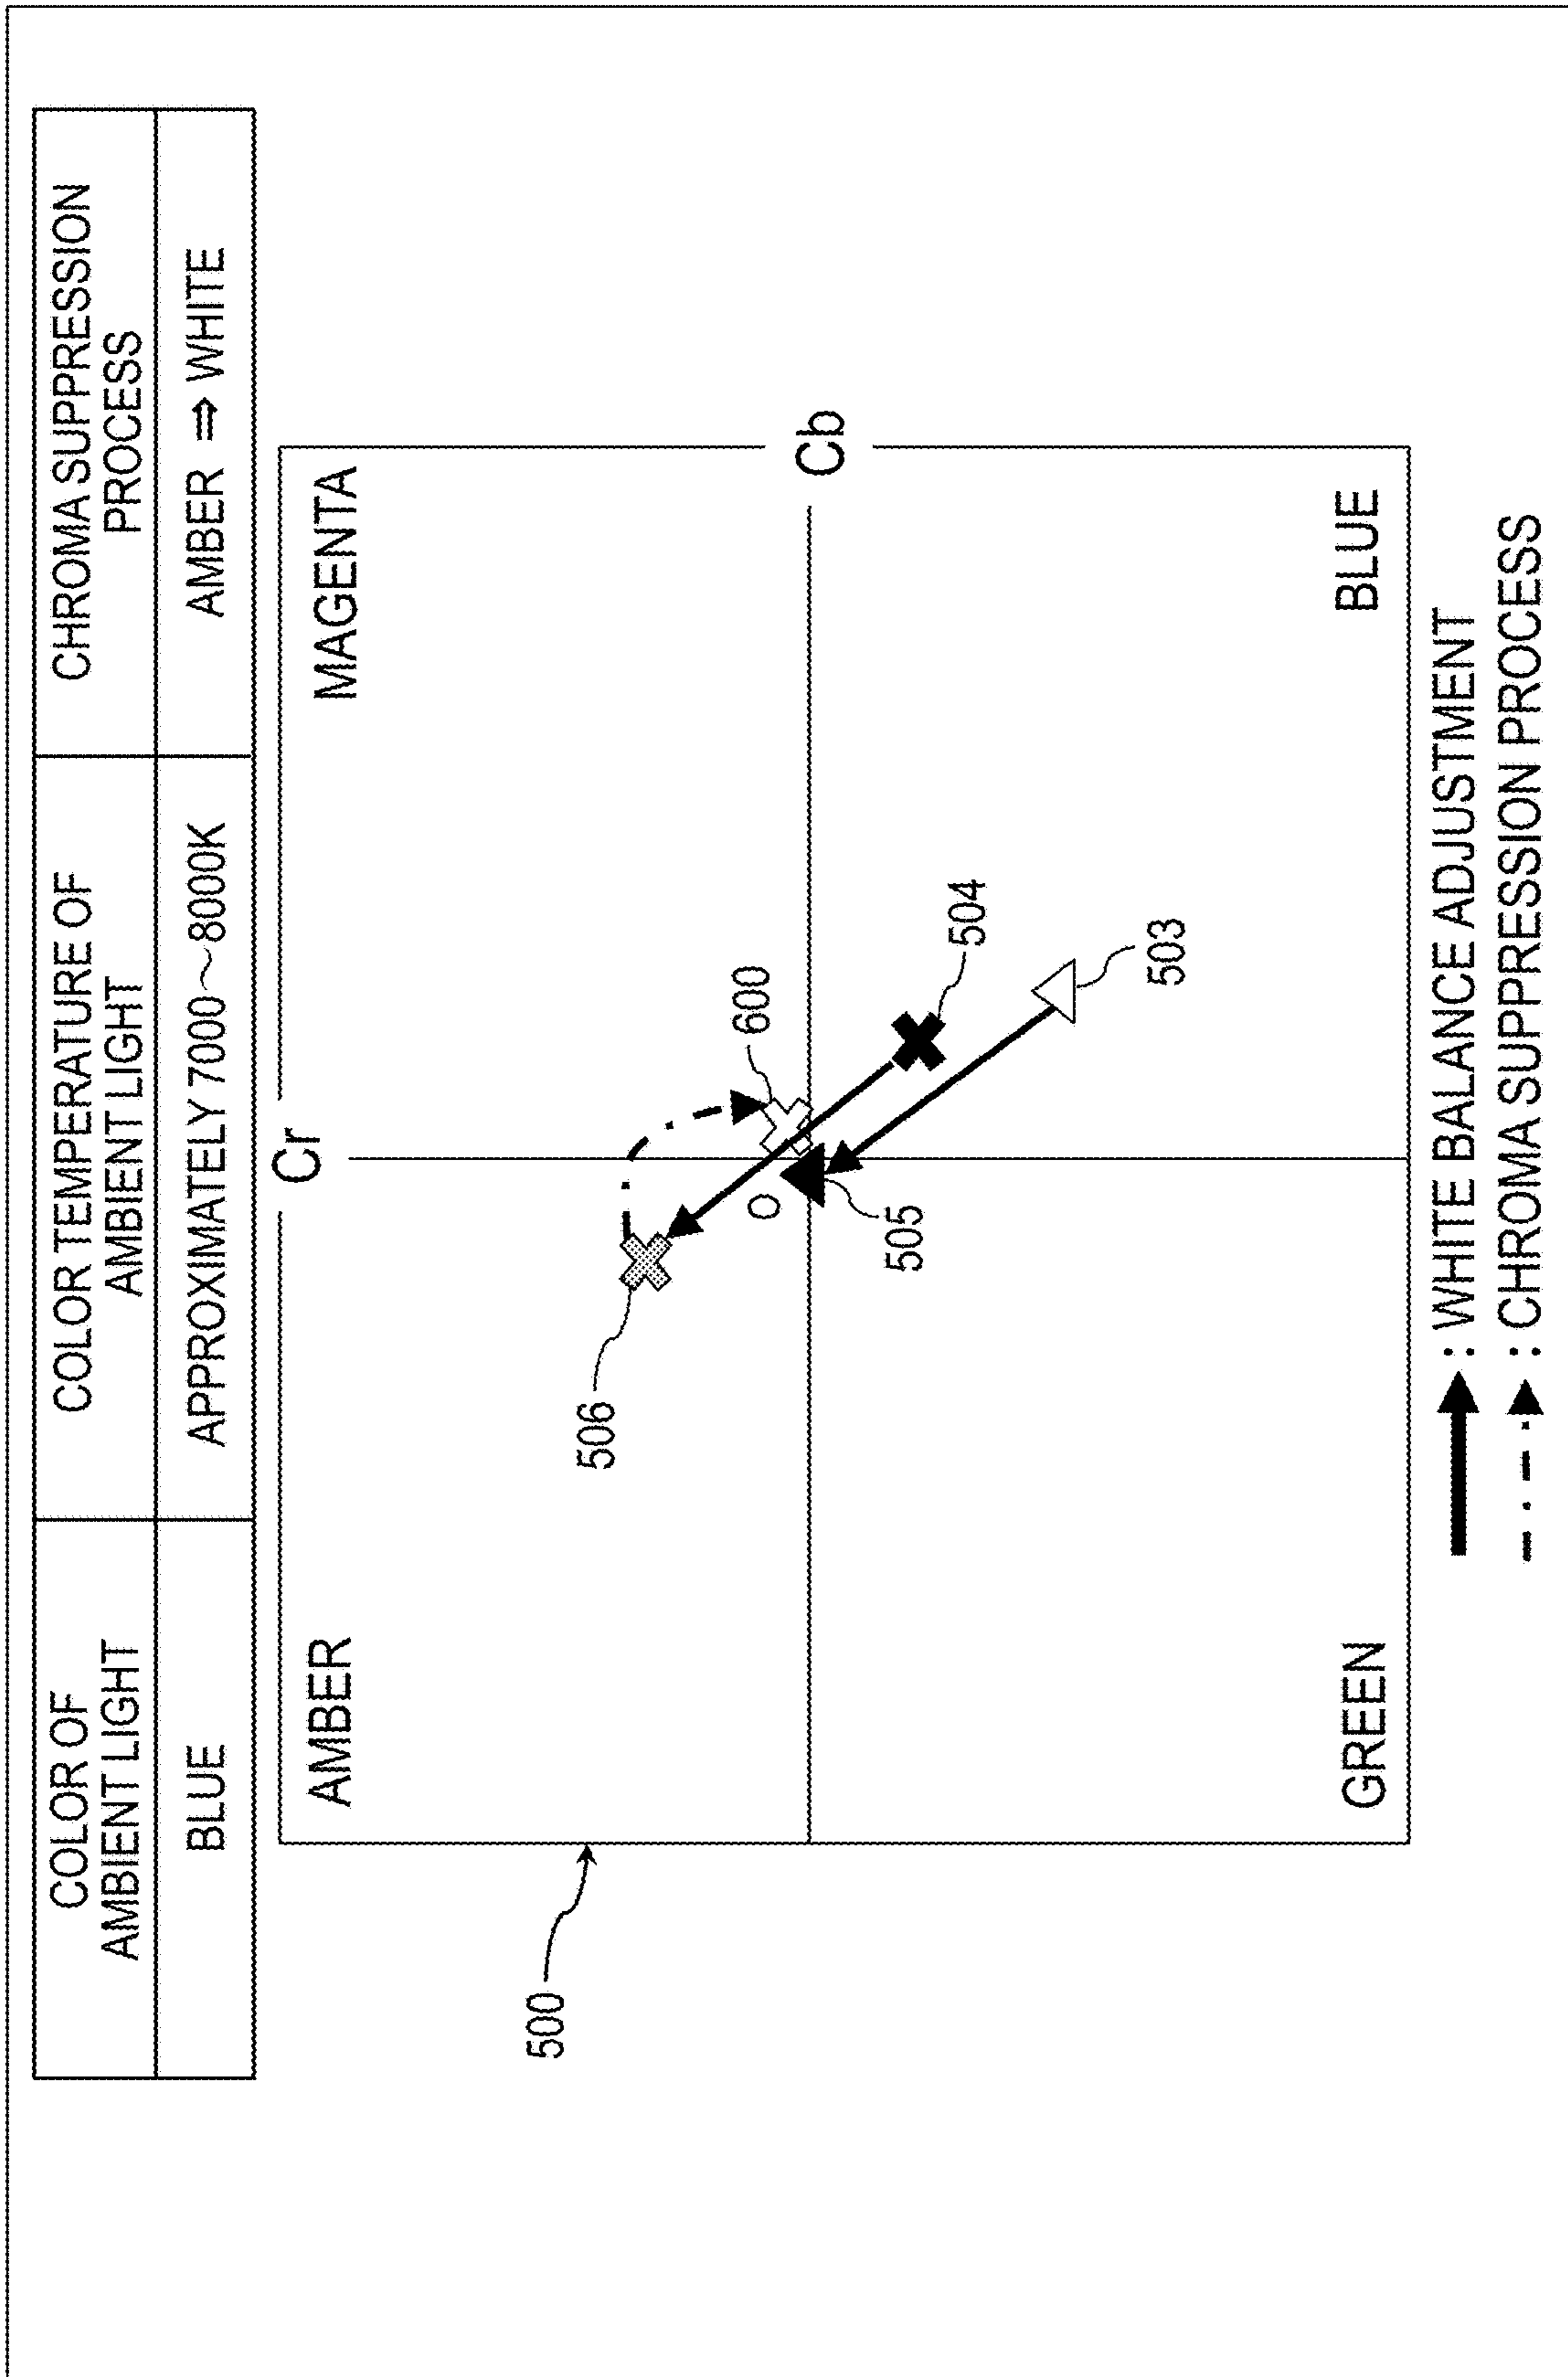 COLOR OF
AMBIENT LIGHT
COLOR TEMPERATURE OF
AMBIENT LIGHT
CHROMA SUPPRESSION
PROCESS
BLUE
APPROXIMATELY 7000~8000K
AMBER ⇒ WHITE
Cr
AMBER
MAGENTA
500
506
600
O
Cb
505
504
503
GREEN
BLUE
: WHITE BALANCE ADJUSTMENT
: CHROMA SUPPRESSION PROCESS